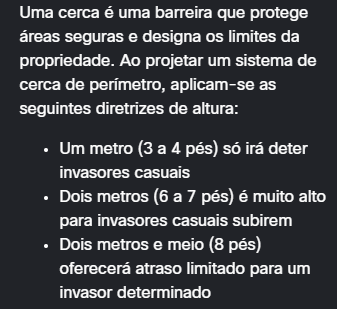 Uma cerca é uma barreira que protege
áreas seguras e designa os limites da
propriedade. Ao projetar um sistema de
cerca de perímetro, aplicam-se as
seguintes diretrizes de altura:
• Um metro (3 a 4 pés) só irá deter
invasores casuais
• Dois metros (6 a 7 pés) é muito alto
para invasores casuais subirem
• Dois metros e meio (8 pés)
oferecerá atraso limitado para um
invasor determinado